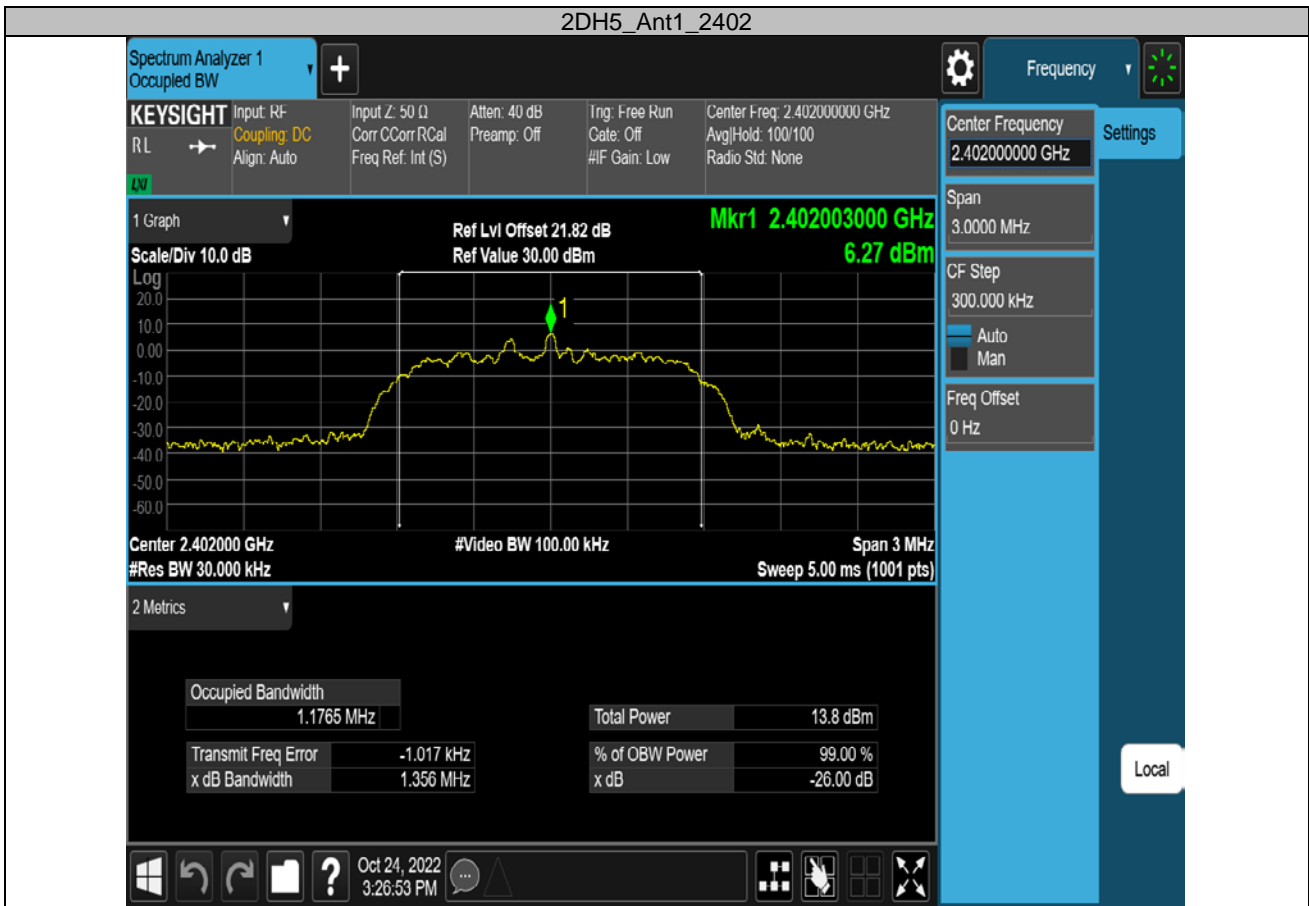 2DH5_Ant1_2402
Spectrum Analyzer 1
Occupied BW
+
Frequency
KEYSIGHT
RL
LXI
Input: RF
Coupling: DC
Align: Auto
Input Z: 50 Ω
Corr CCorr RCal
Freq Ref: Int (S)
Atten: 40 dB
Preamp: Off
Trig: Free Run
Gate: Off
#IF Gain: Low
Center Freq: 2.402000000 GHz
Avg|Hold: 100/100
Radio Std: None
Center Frequency
2.402000000 GHz
Settings
Span
3.0000 MHz
CF Step
300.000 kHz
Auto
Man
Freq Offset
0 Hz
1 Graph
Scale/Div 10.0 dB
Ref Lvl Offset 21.82 dB
Ref Value 30.00 dBm
Mkr1 2.402003000 GHz
6.27 dBm
Log
20.0
10.0
0.00
-10.0
-20.0
-30.0
-40.0
-50.0
-60.0
1
Center 2.402000 GHz
#Video BW 100.00 kHz
Span 3 MHz
#Res BW 30.000 kHz
Sweep 5.00 ms (1001 pts)
2 Metrics
Occupied Bandwidth
1.1765 MHz
Total Power 13.8 dBm
Transmit Freq Error -1.017 kHz
% of OBW Power 99.00 %
x dB Bandwidth 1.356 MHz
x dB -26.00 dB
Local
?
Oct 24, 2022
3:26:53 PM